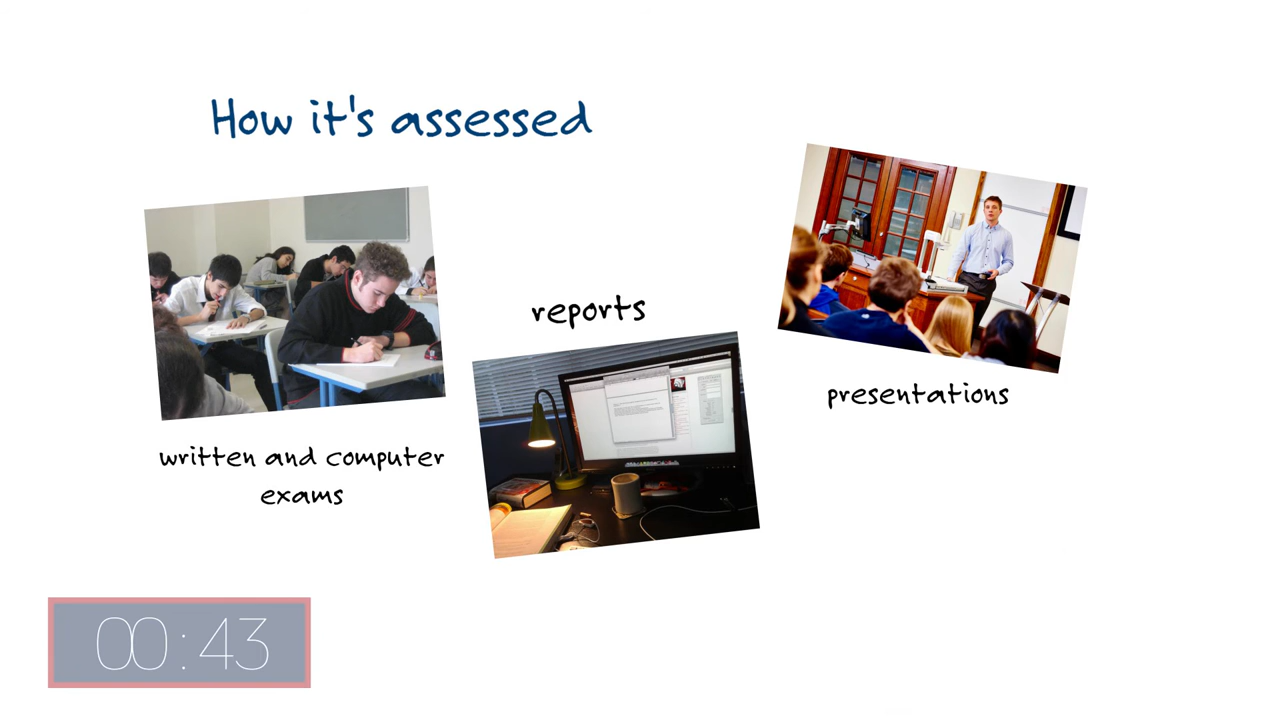 How it's assessed
written and computer
exams
reports
presentations
00:43